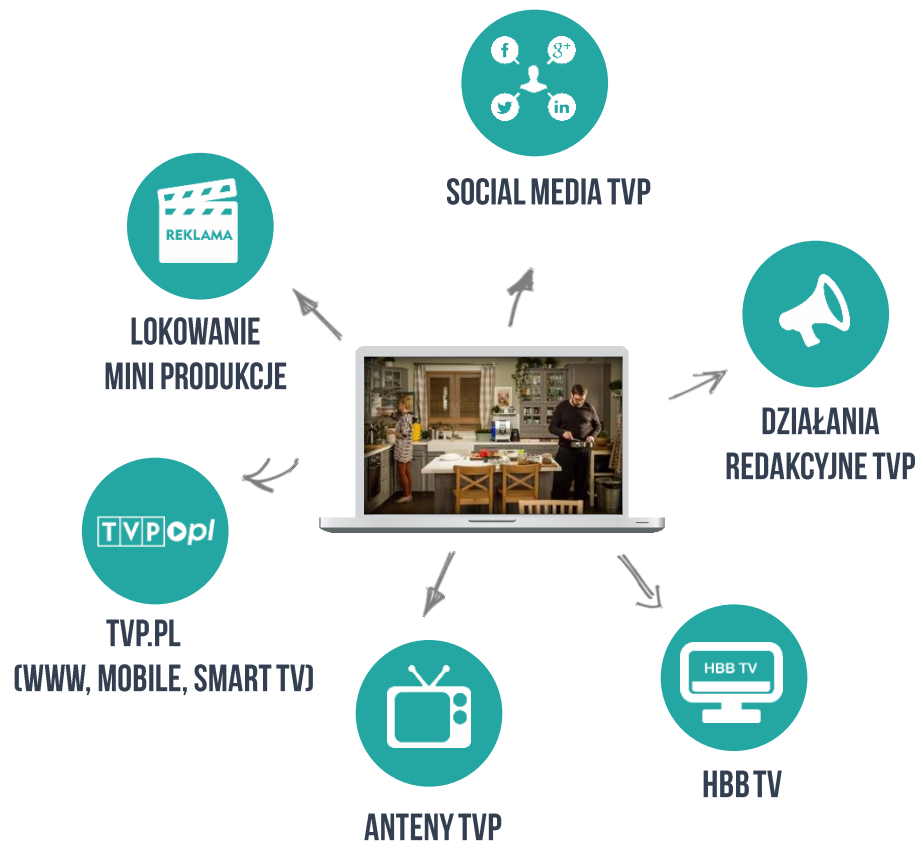 f
g+
in
SOCIAL MEDIA TVP
REKLAMA
LOKOWANIE
MINI PRODUKCJE
DZIAŁANIA
REDAKCYJNE TVP
TVP pl
TVP.PL
(WWW, MOBILE, SMART TV)
HBB TV
HBB TV
ANTENY TVP